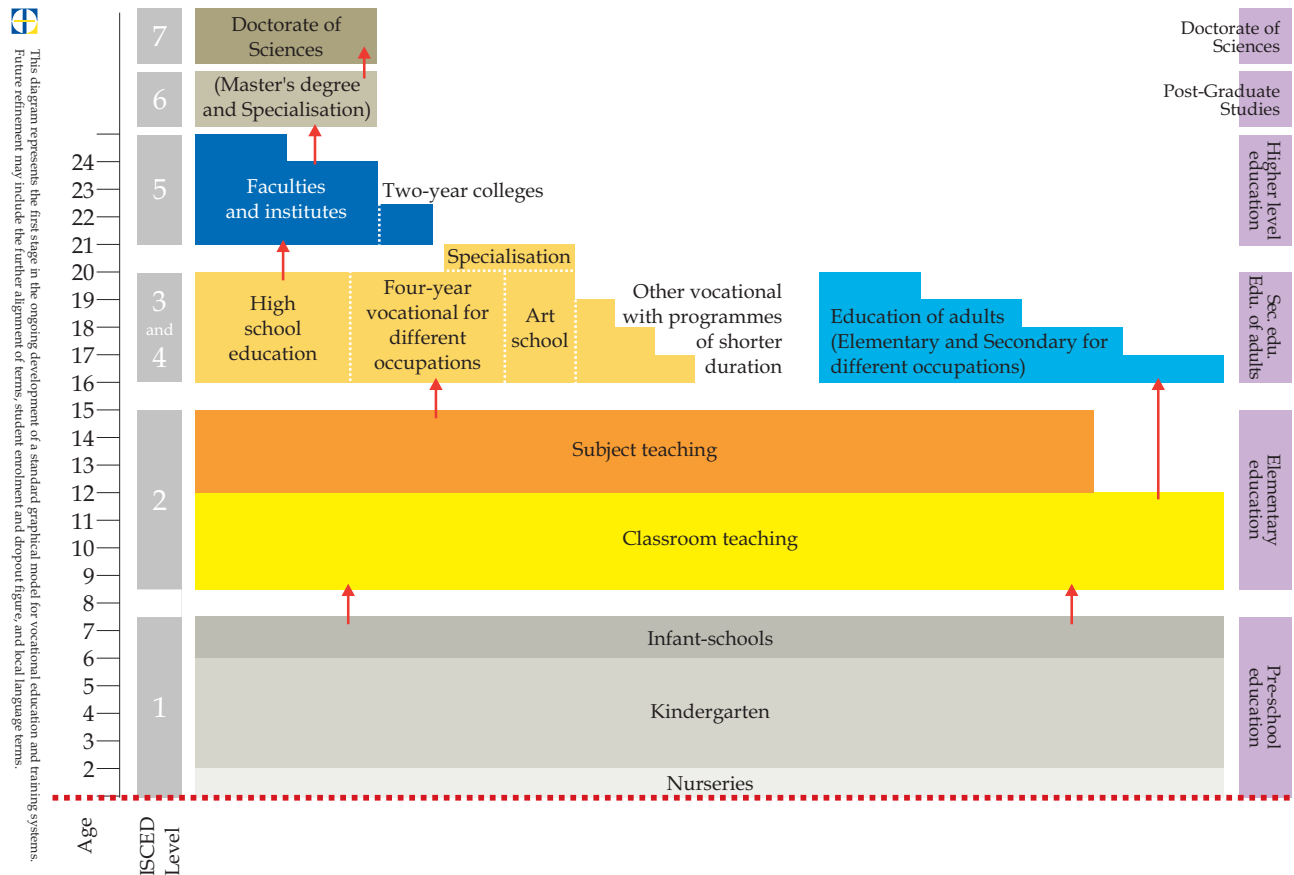 This diagram represents the first stage in the ongoing development of a standard graphical model for vocational education and training systems.
Future refinement may include the further alignment of terms, student enrolment and dropout figure, and local language terms.
7
Doctorate of
Sciences
Doctorate of
Sciences
6
(Master's degree
and Specialisation)
Post-Graduate
Studies
24
23
22
21
5
Faculties
and institutes
Two-year colleges
Higher level
education
20
19
18
17
16
3
and
4
High
school
education
Four-year
vocational for
different
occupations
Specialisation
Art
school
Other vocational
with programmes
of shorter
duration
Education of adults
(Elementary and Secondary for
different occupations)
Sec. edu.
Edu. of adults
15
14
13
12
11
10
9
8
2
Subject teaching
Classroom teaching
Elementary
education
7
6
5
4
3
2
1
Infant-schools
Kindergarten
Nurseries
Pre-school
education
Age
ISCED
Level